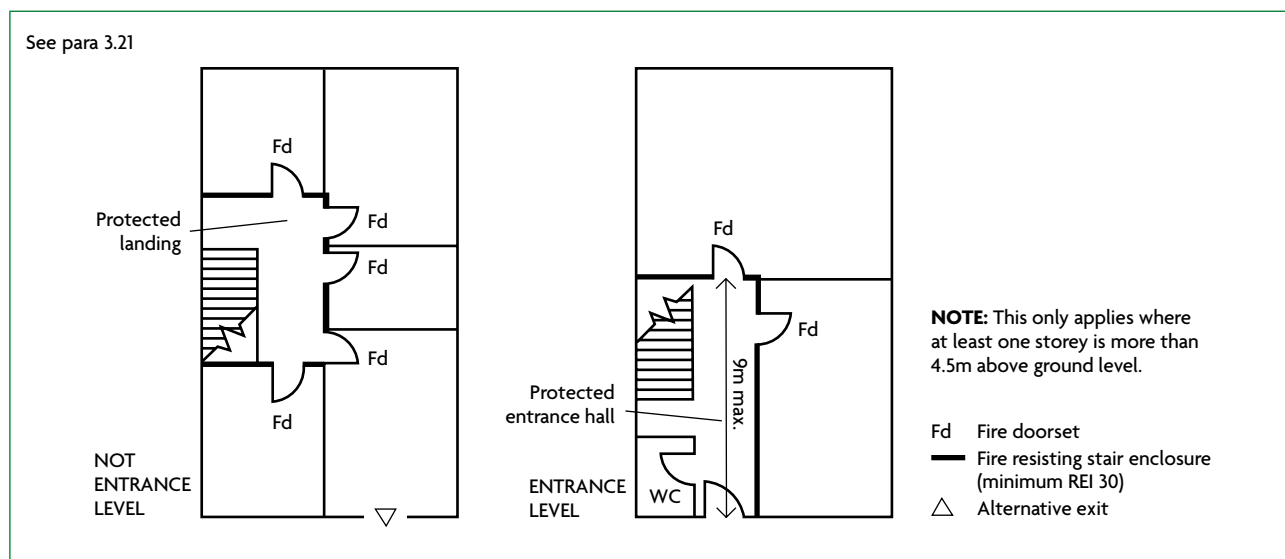 See para 3.21
Fd
Protected
landing
Fd
Fd
Fd
Fd
NOT
ENTRANCE
LEVEL
Fd
Fd
9m max.
Protected
entrance hall
WC
ENTRANCE
LEVEL
NOTE: This only applies where
at least one storey is more than
4.5m above ground level.
Fd Fire doorset
Fire resisting stair enclosure
(minimum REI 30)
Alternative exit